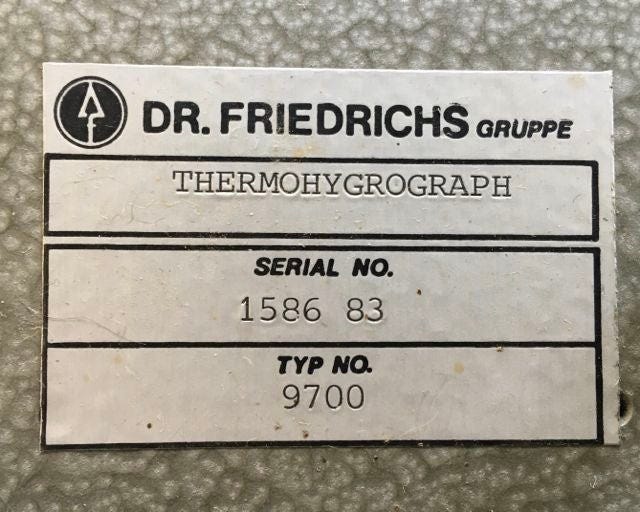 DR. FRIEDRICHS GRUPPE
THERMOHYGROGRAPH
SERIAL NO.
1586 83
TYP NO.
9700